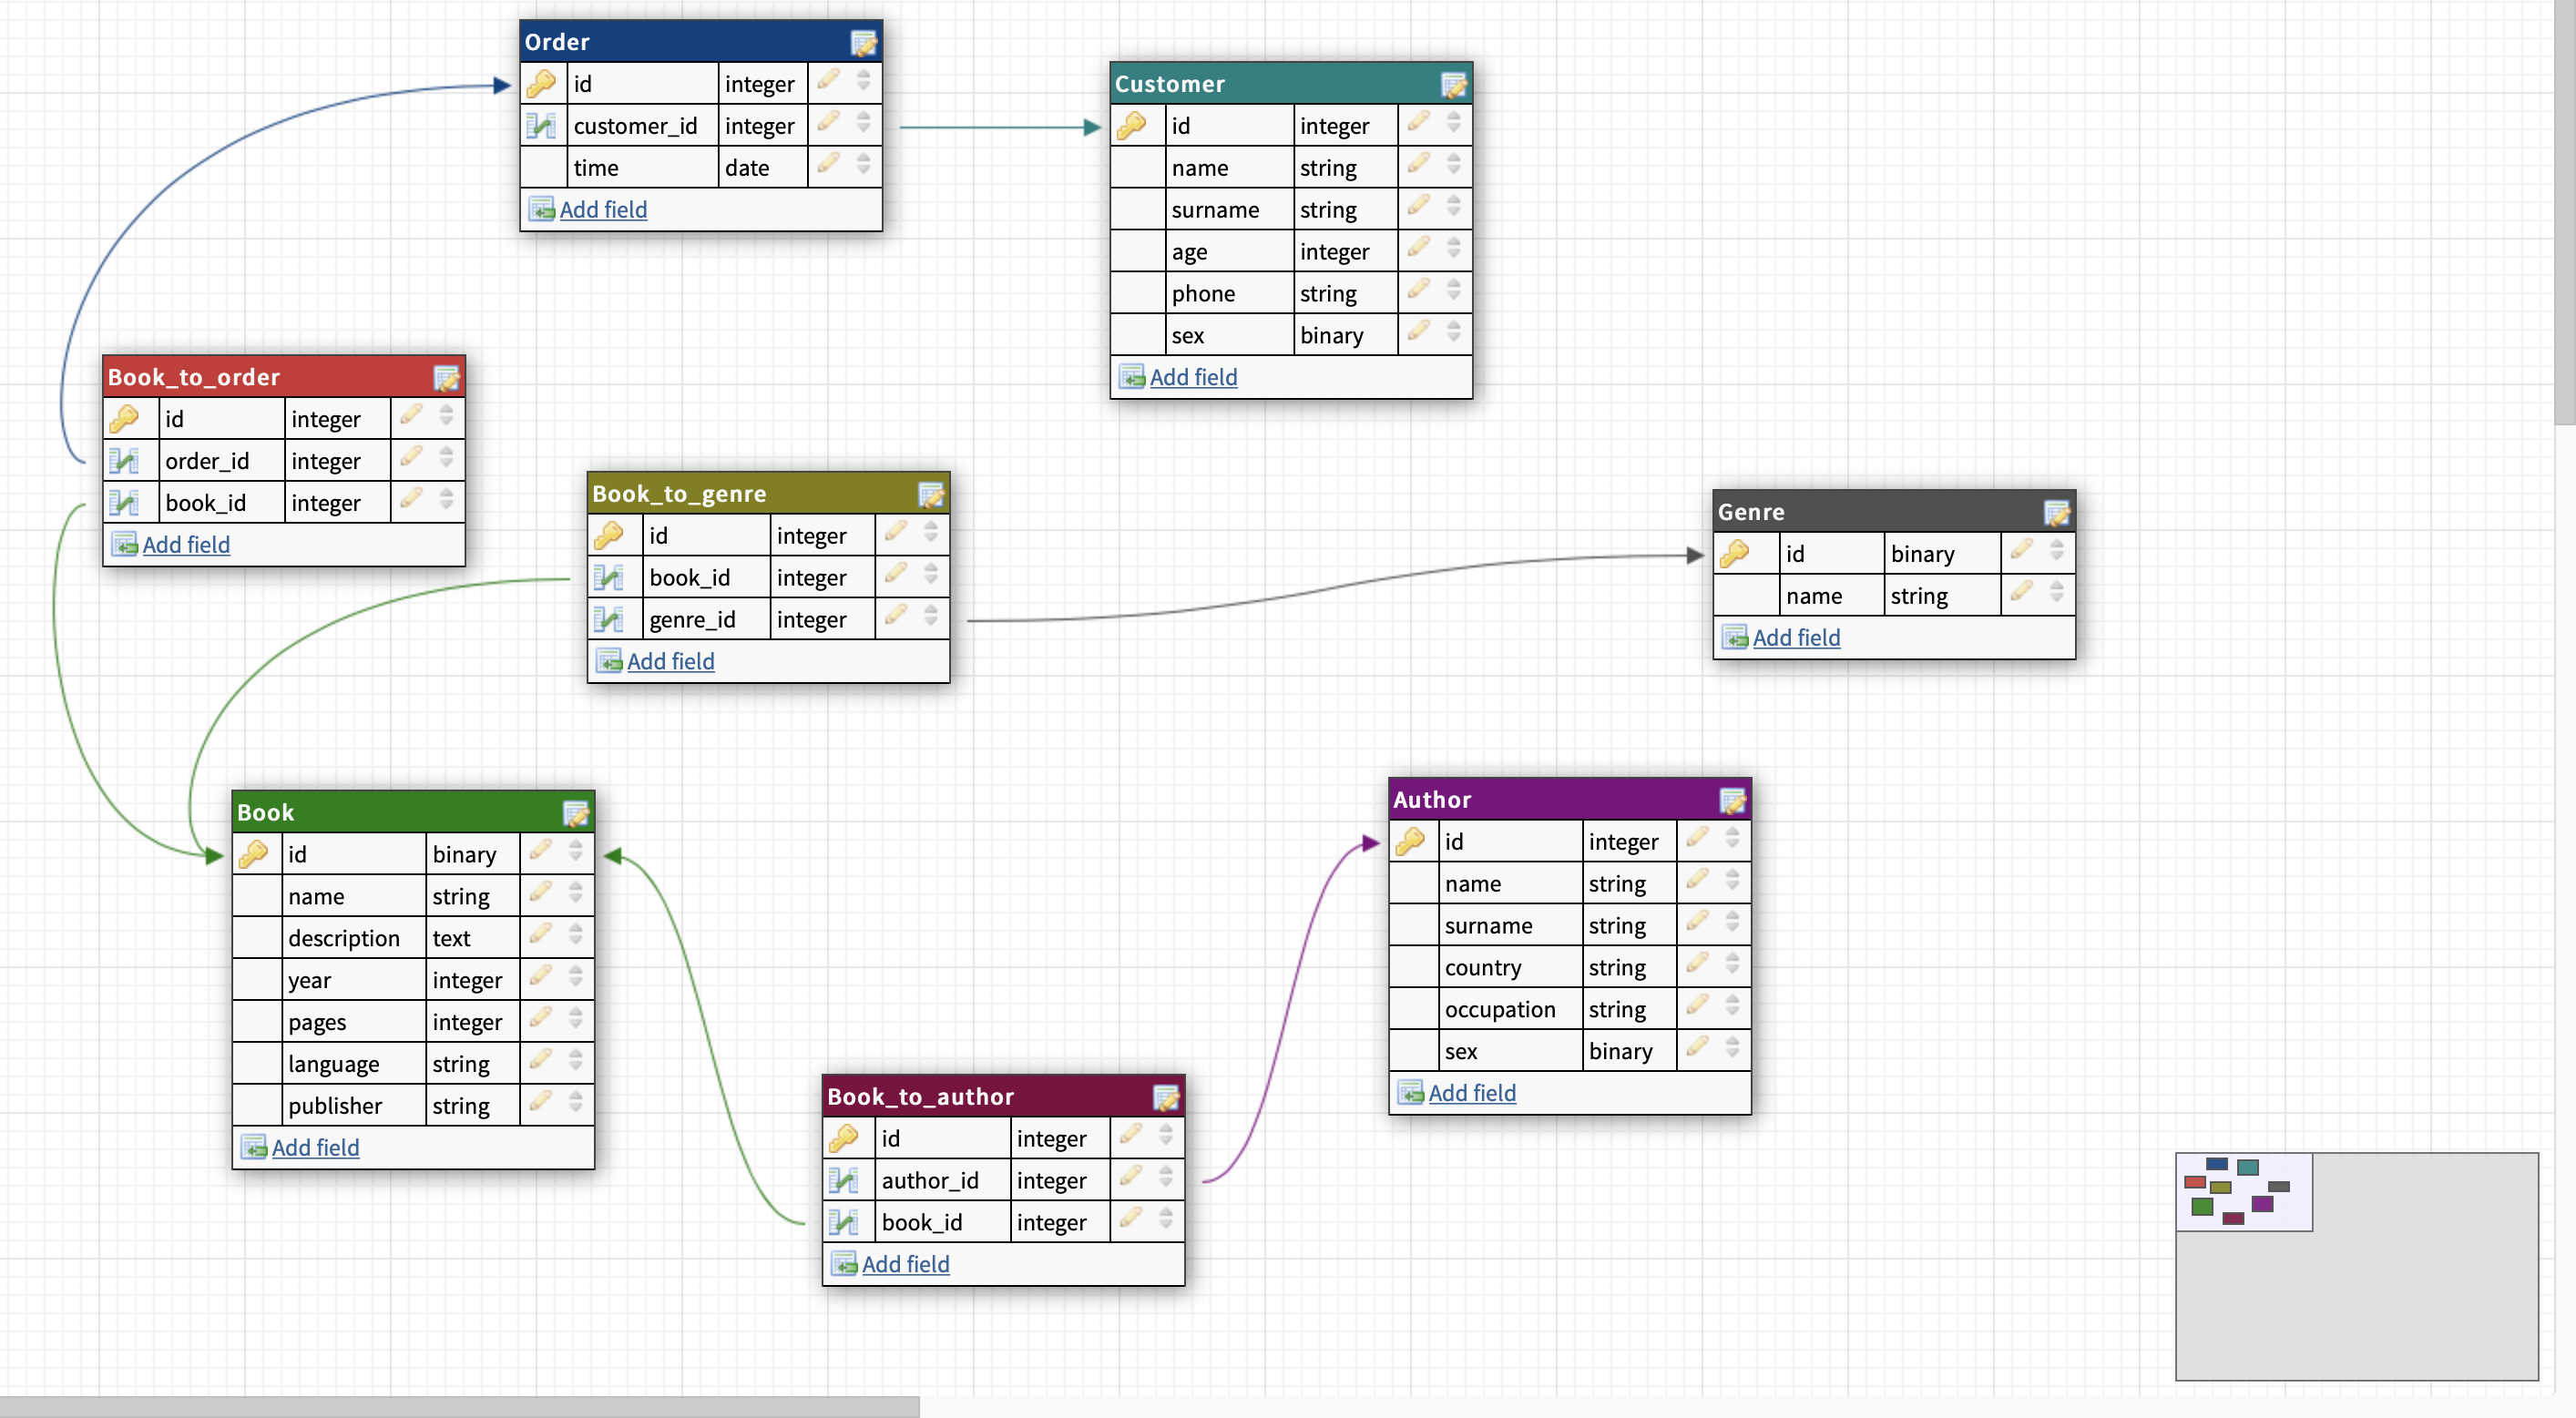 Order
id integer
customer_id integer
time date
Add field
Customer
id integer
name string
surname string
age integer
phone string
sex binary
Add field
Book_to_order
id integer
order_id integer
book_id integer
Add field
Book_to_genre
id integer
book_id integer
genre_id integer
Add field
Genre
id binary
name string
Add field
Book
id binary
name string
description text
year integer
pages integer
language string
publisher string
Add field
Author
id integer
name string
surname string
country string
occupation string
sex binary
Add field
Book_to_author
id integer
author_id integer
book_id integer
Add field